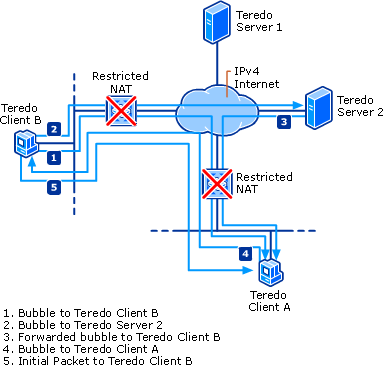 Teredo
Server 1
Restricted
NAT
IPv4
Internet
Teredo
Client B
2
1
5
3
Teredo
Server 2
Restricted
NAT
4
Teredo
Client A
1. Bubble to Teredo Client B
2. Bubble to Teredo Server 2
3. Forwarded bubble to Teredo Client B
4. Bubble to Teredo Client A
5. Initial Packet to Teredo Client B